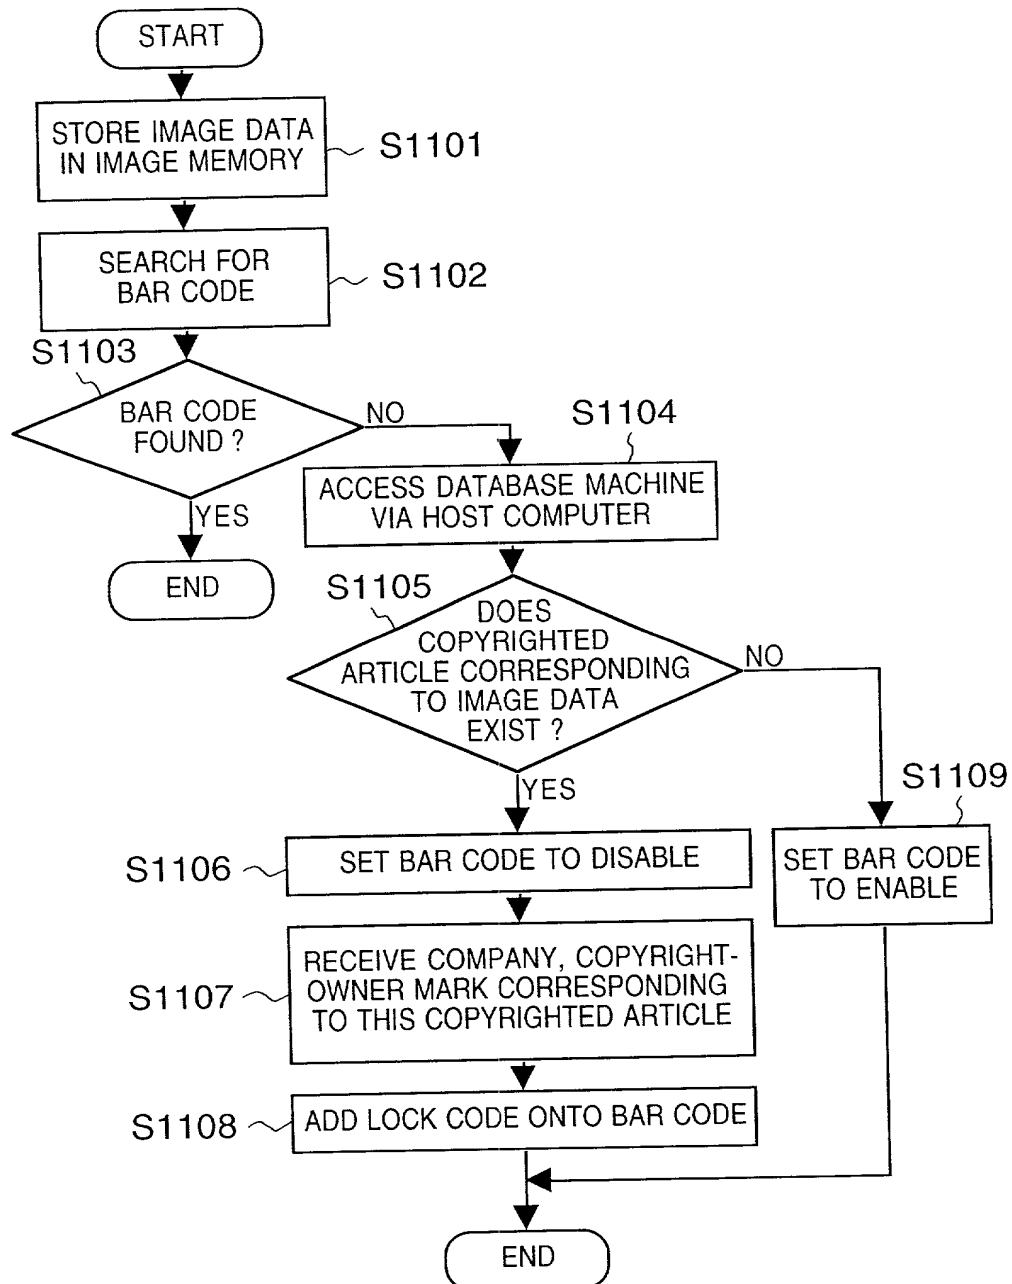 START
STORE IMAGE DATA
IN IMAGE MEMORY
S1101
SEARCH FOR
BAR CODE
S1102
S1103
BAR CODE
FOUND ?
NO
YES
END
S1104
ACCESS DATABASE MACHINE
VIA HOST COMPUTER
S1105
DOES
COPYRIGHTED
ARTICLE CORRESPONDING
TO IMAGE DATA
EXIST ?
NO
YES
S1109
SET BAR CODE
TO ENABLE
S1106
SET BAR CODE TO DISABLE
S1107
RECEIVE COMPANY, COPYRIGHT-
OWNER MARK CORRESPONDING
TO THIS COPYRIGHTED ARTICLE
S1108
ADD LOCK CODE ONTO BAR CODE
END